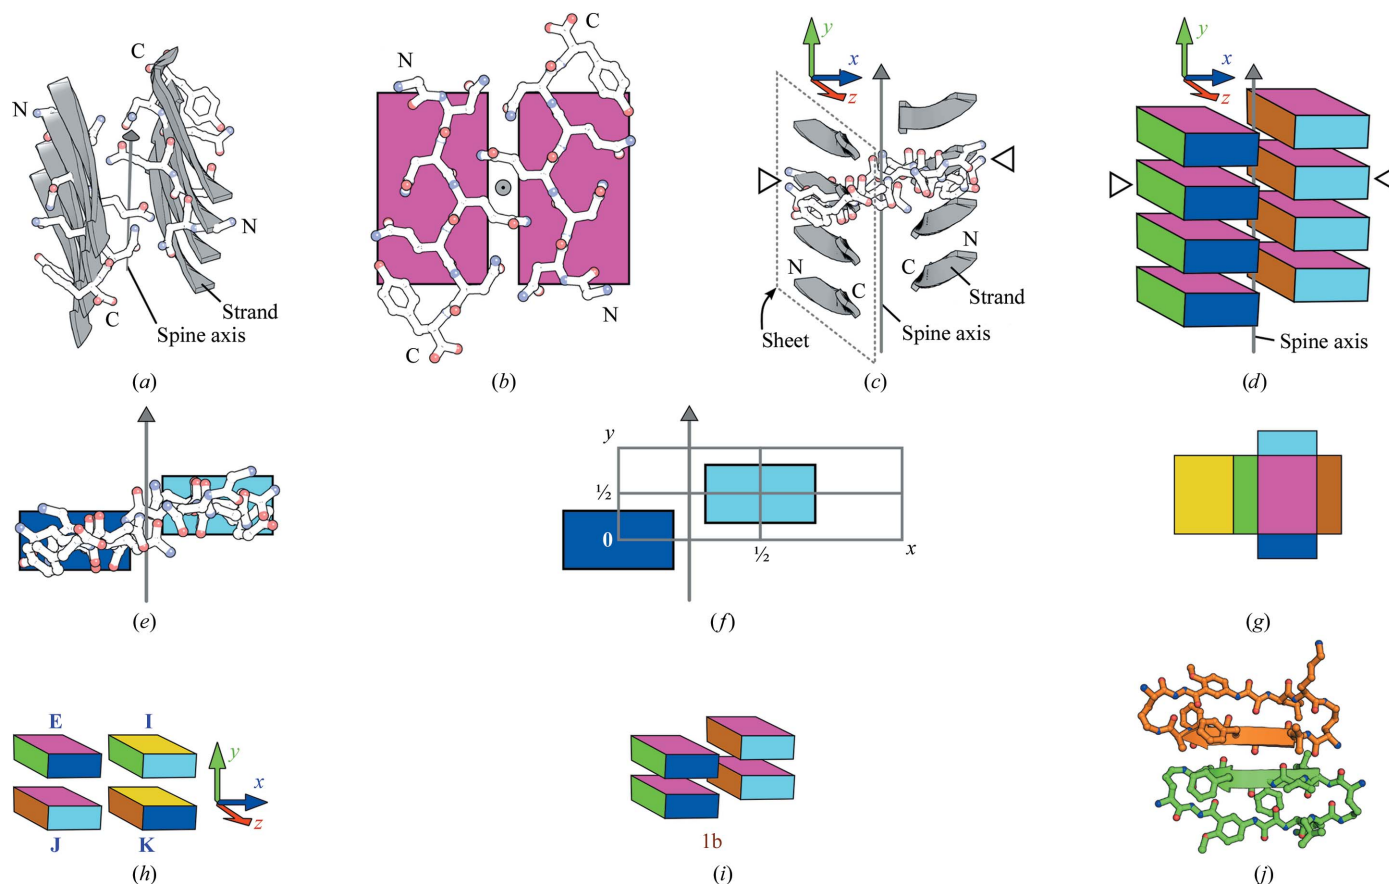 C
N
N
C
Strand
Spine axis
(a)
C
N
N
C
(b)
y
x
z
N
C
N
C
Strand
Spine axis
Sheet
(c)
y
x
z
Spine axis
(d)
(e)
y
½
0
½
x
(f)
(g)
E
I
J
K
y
x
z
(h)
1b
(i)
(j)